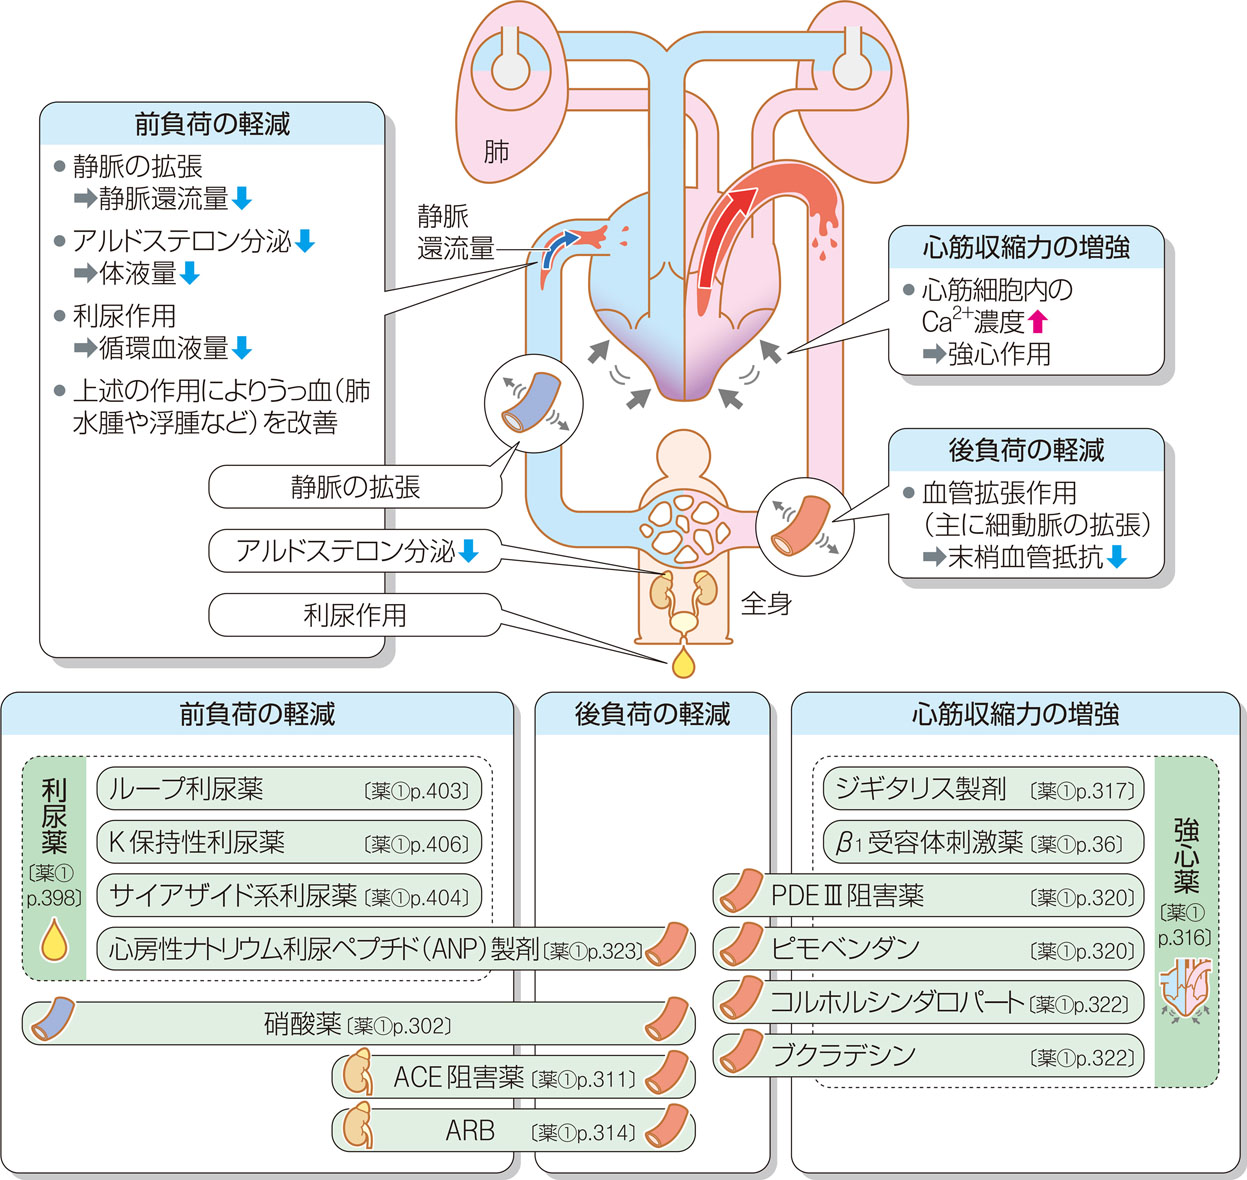 肺
前負荷の軽減
● 静脈の拡張
➡静脈還流量⬇
● アルドステロン分泌⬇
➡体液量⬇
● 利尿作用
➡循環血液量⬇
● 上述の作用によりうっ血（肺
水腫や浮腫など）を改善
静脈
還流量
心筋収縮力の増強
● 心筋細胞内の
Ca²⁺濃度⬆
➡強心作用
後負荷の軽減
● 血管拡張作用
（主に細動脈の拡張）
➡末梢血管抵抗⬇
静脈の拡張
アルドステロン分泌⬇
利尿作用
全身
前負荷の軽減
利尿薬
〔薬①
p.398〕
ループ利尿薬 〔薬①p.403〕
K保持性利尿薬 〔薬①p.406〕
サイアザイド系利尿薬〔薬①p.404〕
心房性ナトリウム利尿ペプチド（ANP）製剤〔薬①p.323〕
硝酸薬〔薬①p.302〕
ACE阻害薬〔薬①p.311〕
ARB 〔薬①p.314〕
後負荷の軽減
心筋収縮力の増強
ジギタリス製剤 〔薬①p.317〕
β₁受容体刺激薬〔薬①p.36〕
PDEⅢ阻害薬 〔薬①p.320〕
ピモベンダン 〔薬①p.320〕
コルホルシンダロパート〔薬①p.322〕
ブクラデシン 〔薬①p.322〕
強心薬
〔薬①
p.316〕